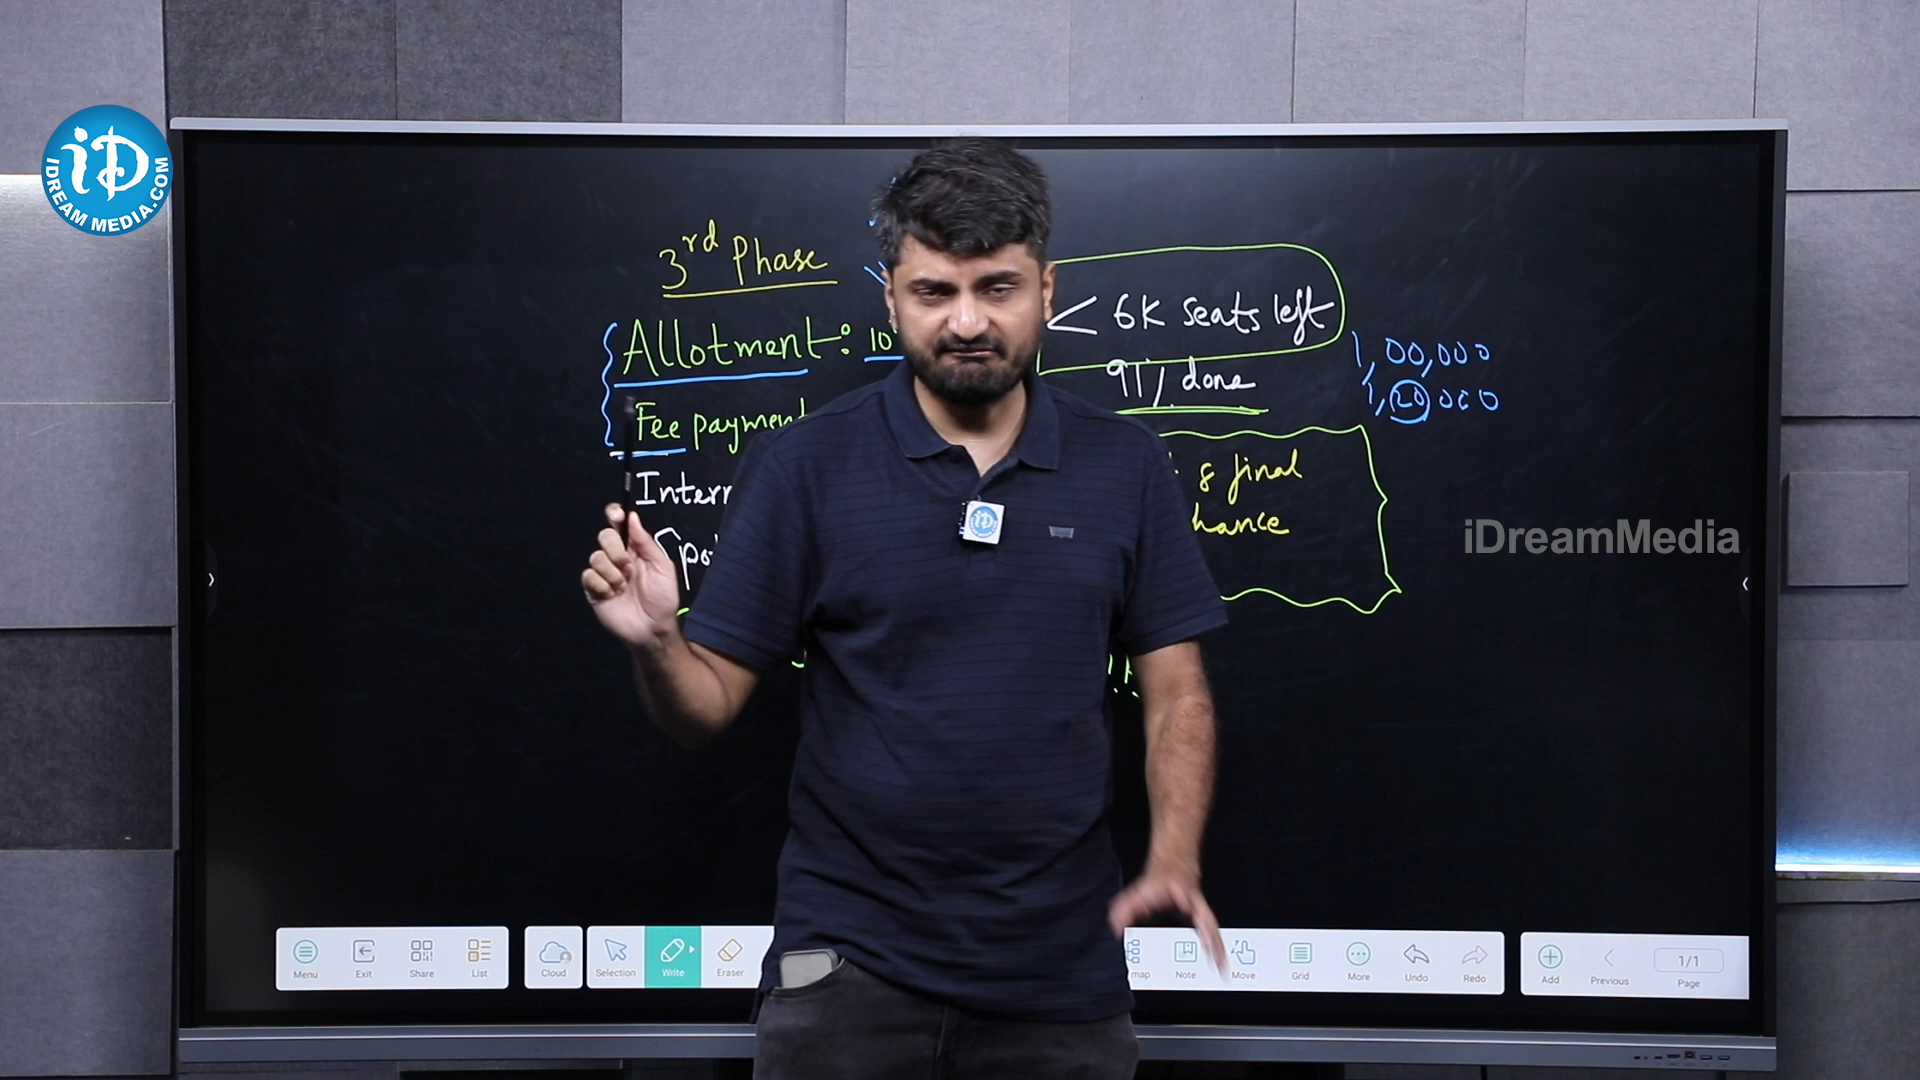 iD
IDREAM MEDIA.COM
3rd Phase
Allotment: 10
< 6K seats left
91% done
1,00,000
1,20,000
Fee payment
& final
iDreamMedia
iD
Menu
Exit
Share
List
Cloud
Selection
Write
Eraser
map
Note
Move
Grid
More
Undo
Redo
Add
Previous
1/1
Page